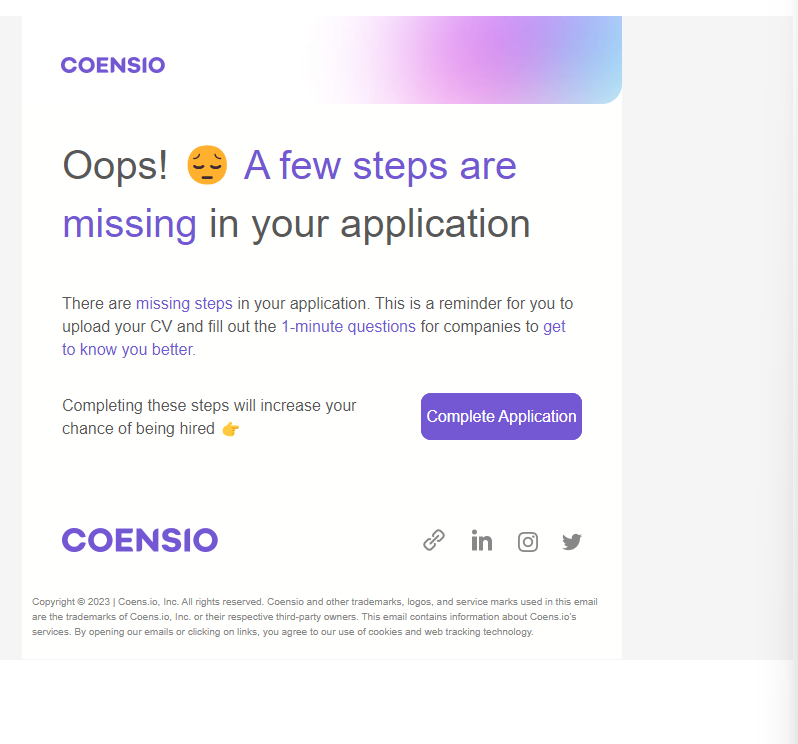 COENSIO
Oops! 😔 A few steps are
missing in your application
There are missing steps in your application. This is a reminder for you to
upload your CV and fill out the 1-minute questions for companies to get
to know you better.
Completing these steps will increase your
chance of being hired 👉
Complete Application
COENSIO
Copyright © 2023 | Coens.io, Inc. All rights reserved. Coensio and other trademarks, logos, and service marks used in this email
are the trademarks of Coens.io, Inc. or their respective third-party owners. This email contains information about Coens.io's
services. By opening our emails or clicking on links, you agree to our use of cookies and web tracking technology.